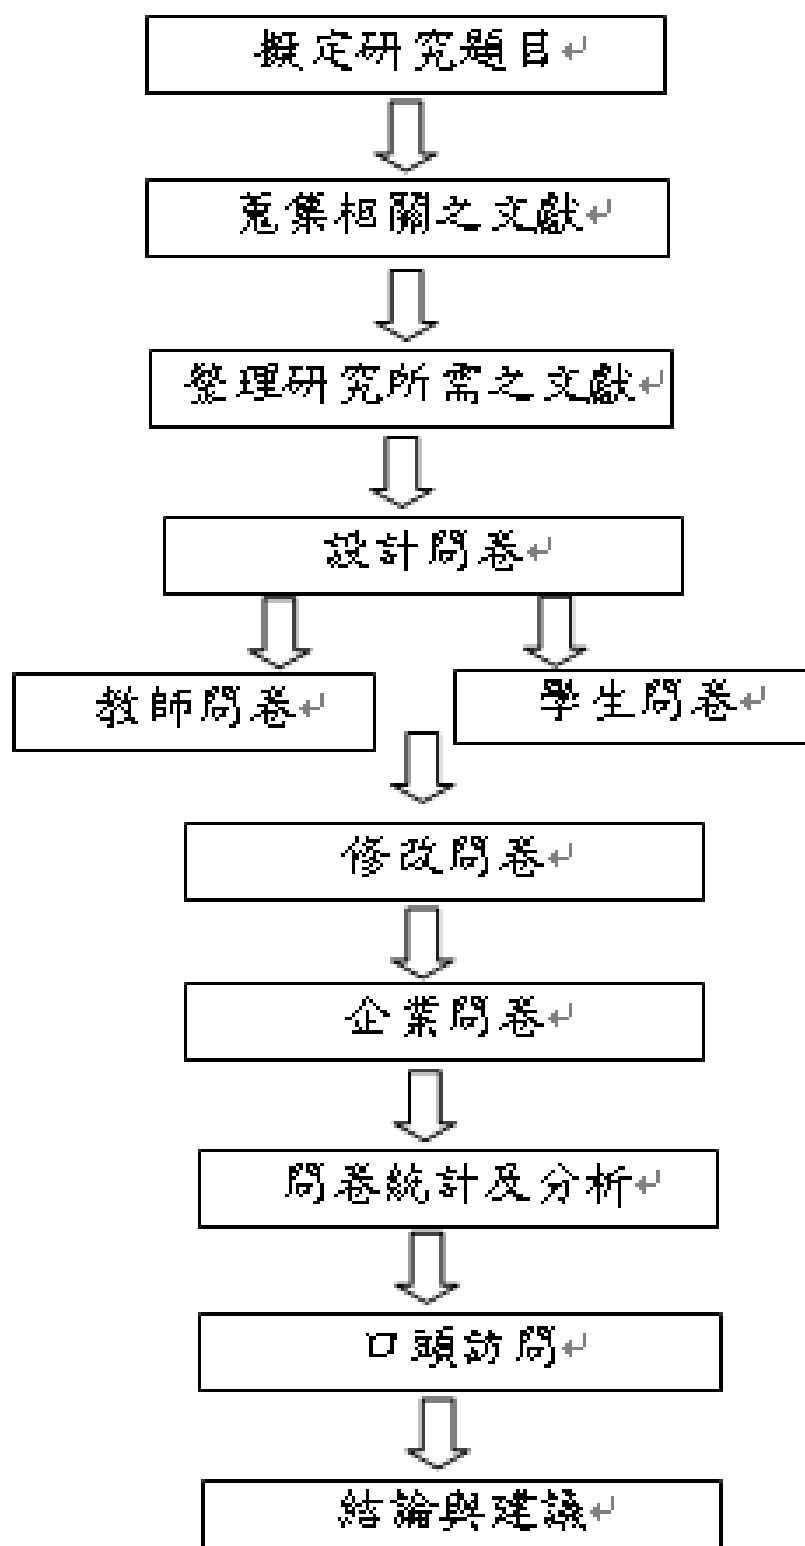 擬定研究題目
蒐集相關之文獻
整理研究所需之文獻
設計問卷
教師問卷
學生問卷
修改問卷
企業問卷
問卷統計及分析
口頭訪問
結論與建議